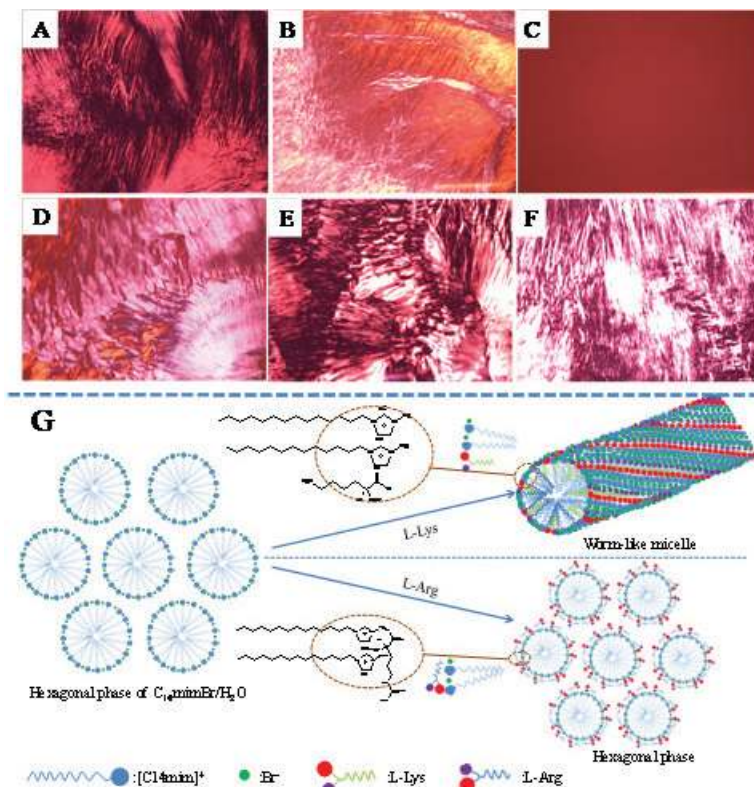 A
B
C
D
E
F
G
L-Lys
Worm-like micelle
L-Arg
Hexagonal phase of C₁₄mimBr/H₂O
Hexagonal phase
:[C14mim]⁺
:Br⁻
:L-Lys
:L-Arg